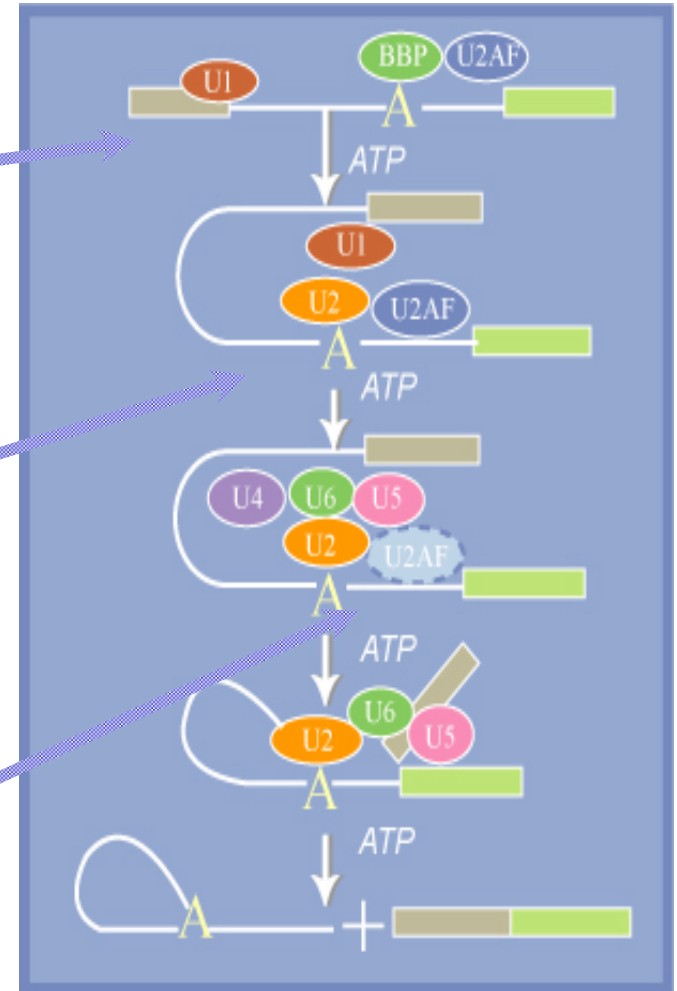 U1 BBP U2AF
A
ATP
U1
U2 U2AF
A
ATP
U4 U6 U5
U2 U2AF
A
ATP
U6
U2 U5
A
ATP
A +